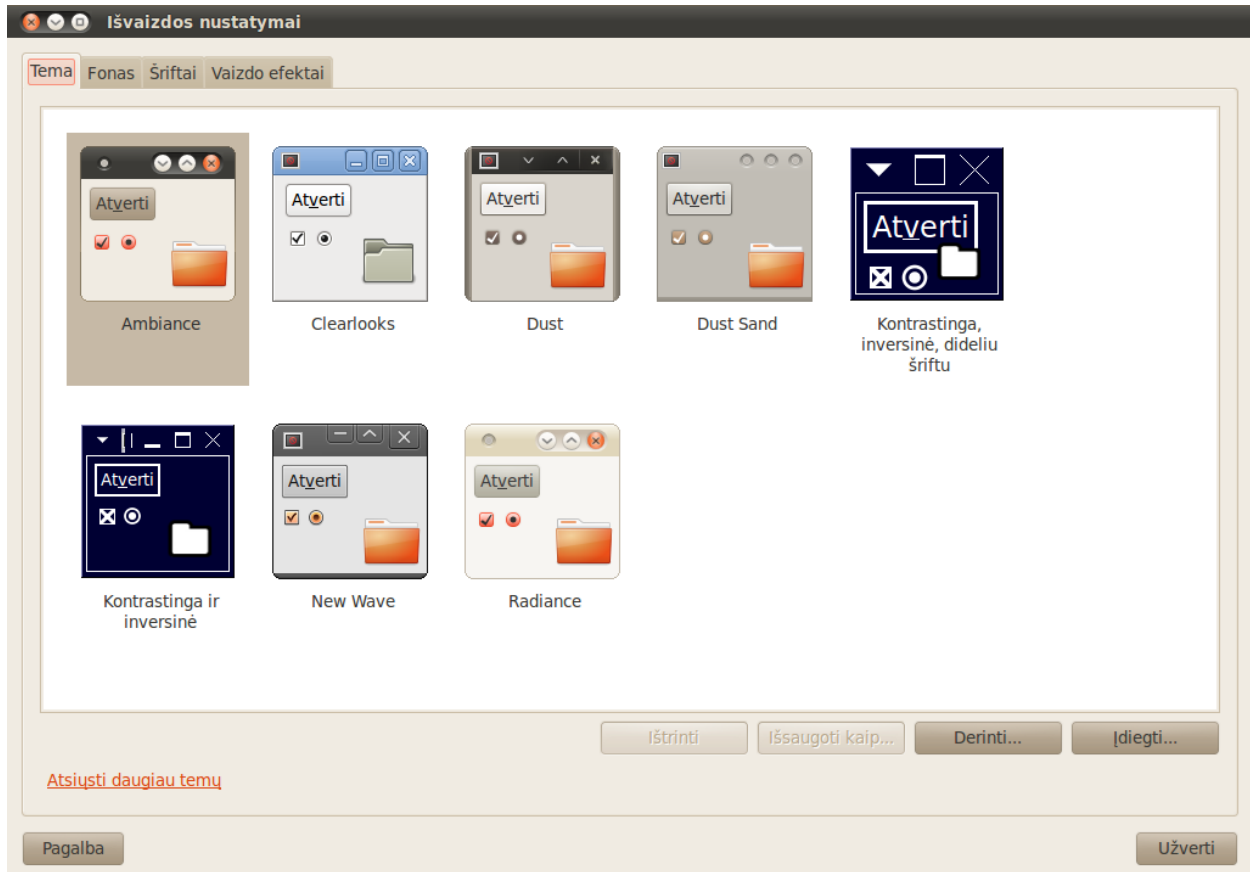 Išvaizdos nustatymai
Tema Fonas Šriftai Vaizdo efektai
Atverti Atverti Atverti Atverti Atverti
Ambiance Clearlooks Dust Dust Sand Kontrastinga,
inversinė, dideliu
šriftu
Atverti Atverti Atverti
Kontrastinga ir New Wave Radiance
inversinė
Ištrinti Išsaugoti kaip... Derinti... Įdiegti...
Atsiųsti daugiau temų
Pagalba Užverti